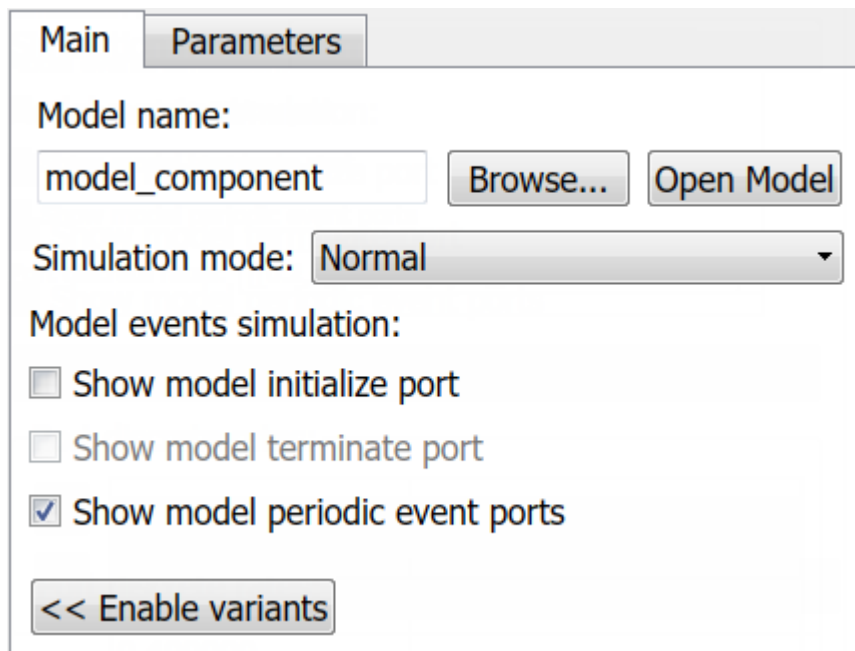 Main Parameters
Model name:
model_component Browse... Open Model
Simulation mode: Normal
Model events simulation:
Show model initialize port
Show model terminate port
Show model periodic event ports
<< Enable variants